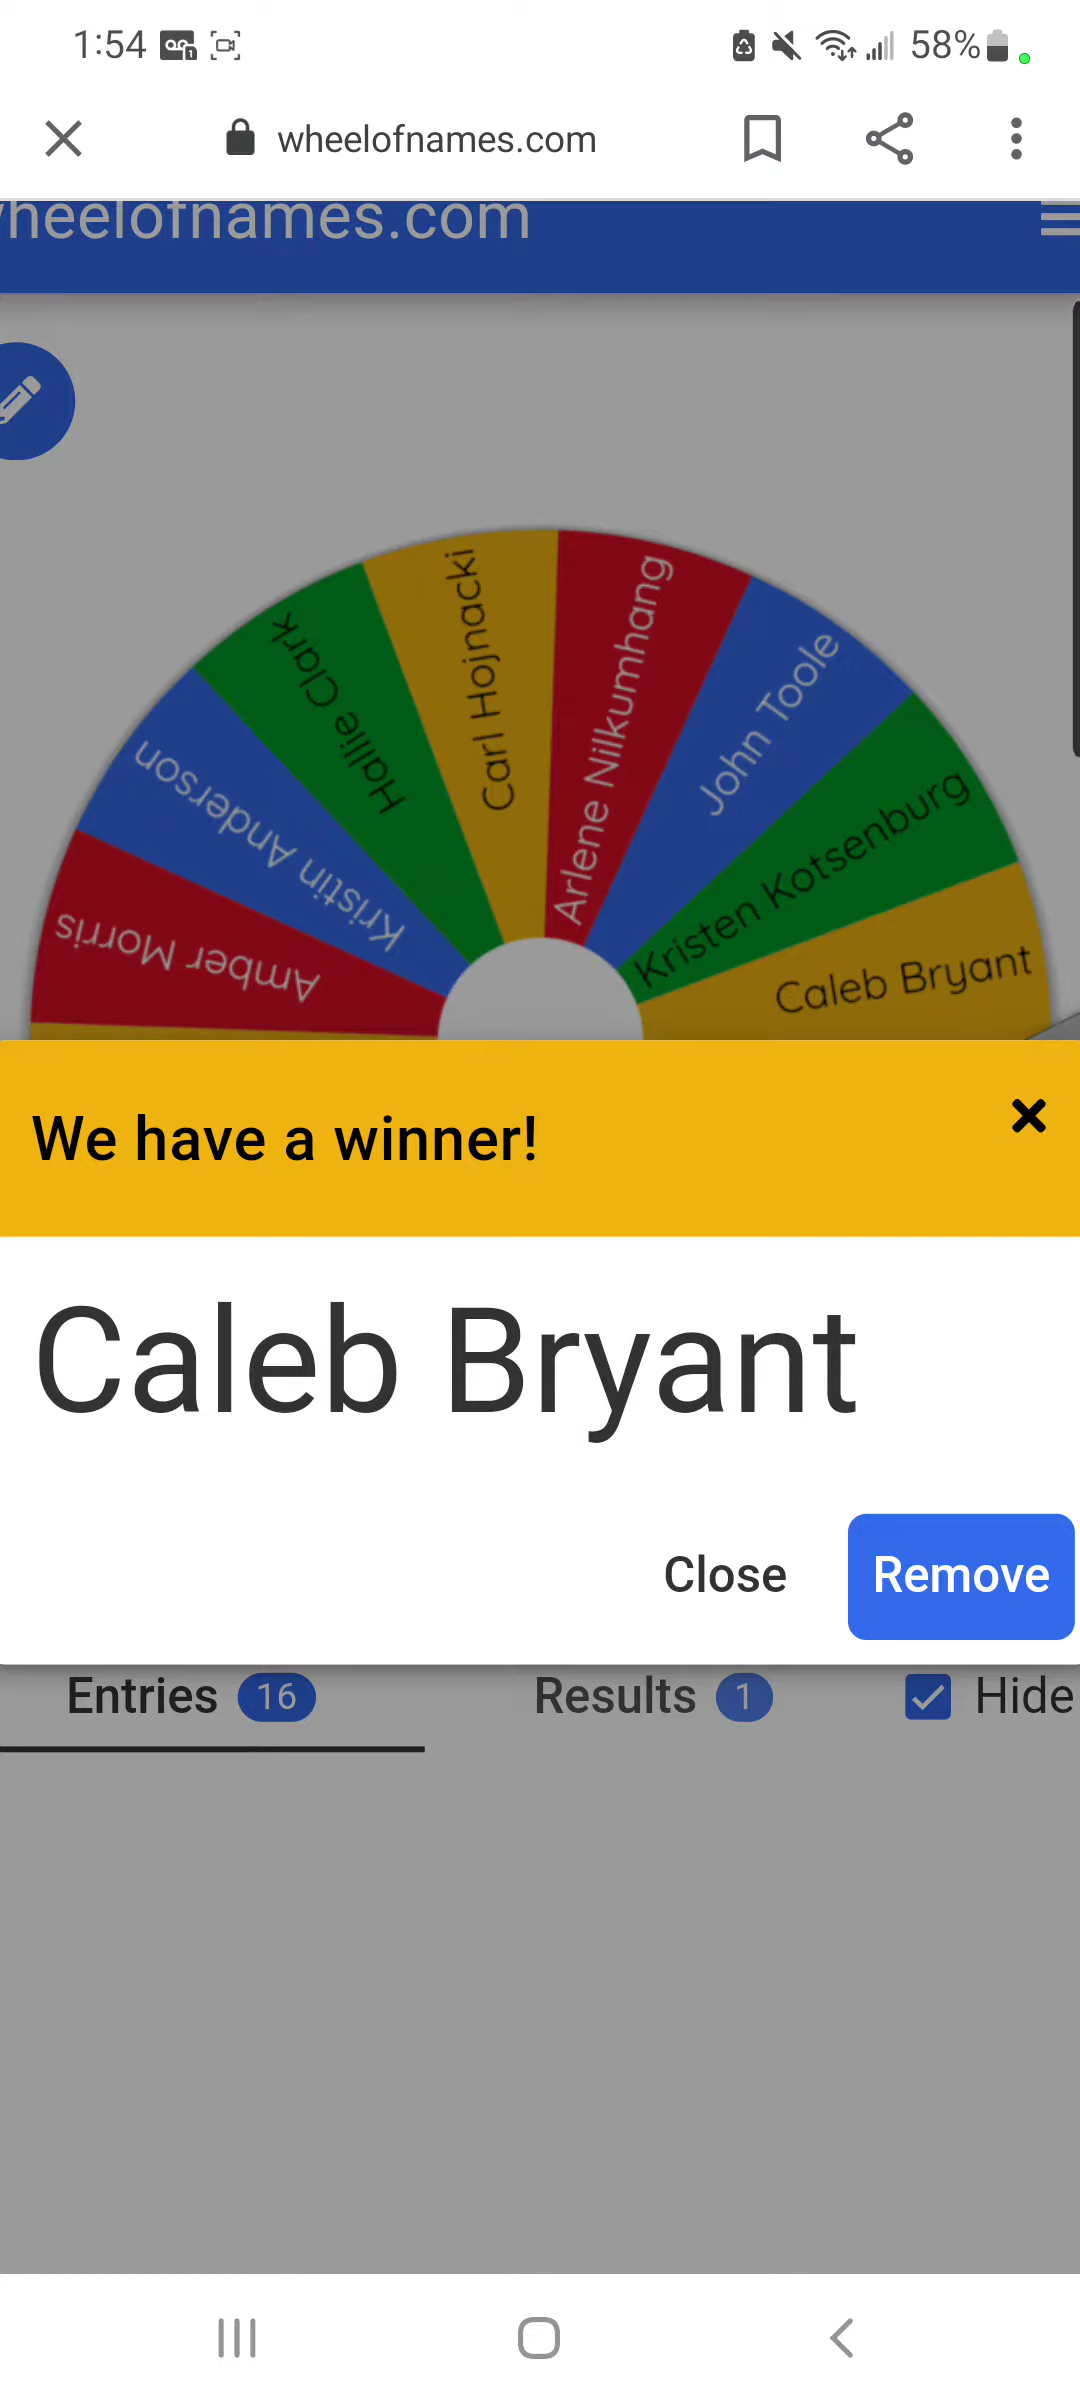 1:54
58%
wheelofnames.com
heelofnames.com
Carl Hojnacki
Arlene Nilkumhang
Hallie Clark
John Toole
Kristin Anderson
Kristen Kotsenburg
Amber Morris
Caleb Bryant
We have a winner!
Caleb Bryant
Close
Remove
Entries 16
Results 1
Hide